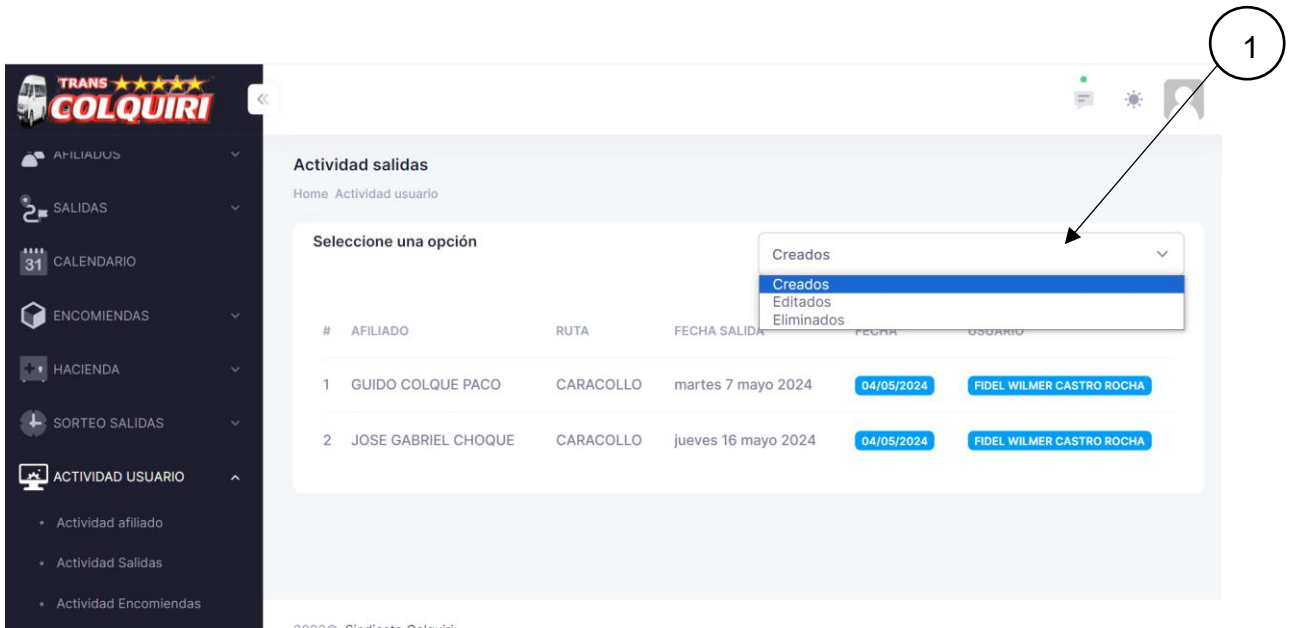 1
TRANS
COLQUIRI
AFILIADOS
SALIDAS
31 CALENDARIO
ENCOMIENDAS
HACIENDA
SORTEO SALIDAS
ACTIVIDAD USUARIO
• Actividad afiliado
• Actividad Salidas
• Actividad Encomiendas
Actividad salidas
Home Actividad usuario
Seleccione una opción
Creados
Creados
Editados
Eliminados
# AFILIADO RUTA FECHA SALIDA FECHA USUARIO
1 GUIDO COLQUE PACO CARACOLLO martes 7 mayo 2024 04/05/2024 FIDEL WILMER CASTRO ROCHA
2 JOSE GABRIEL CHOQUE CARACOLLO jueves 16 mayo 2024 04/05/2024 FIDEL WILMER CASTRO ROCHA
2023© Sindicato Colquiri